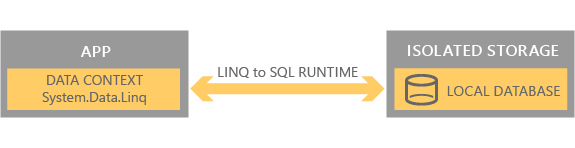 APP
DATA CONTEXT
System.Data.Linq
LINQ to SQL RUNTIME
ISOLATED STORAGE
LOCAL DATABASE